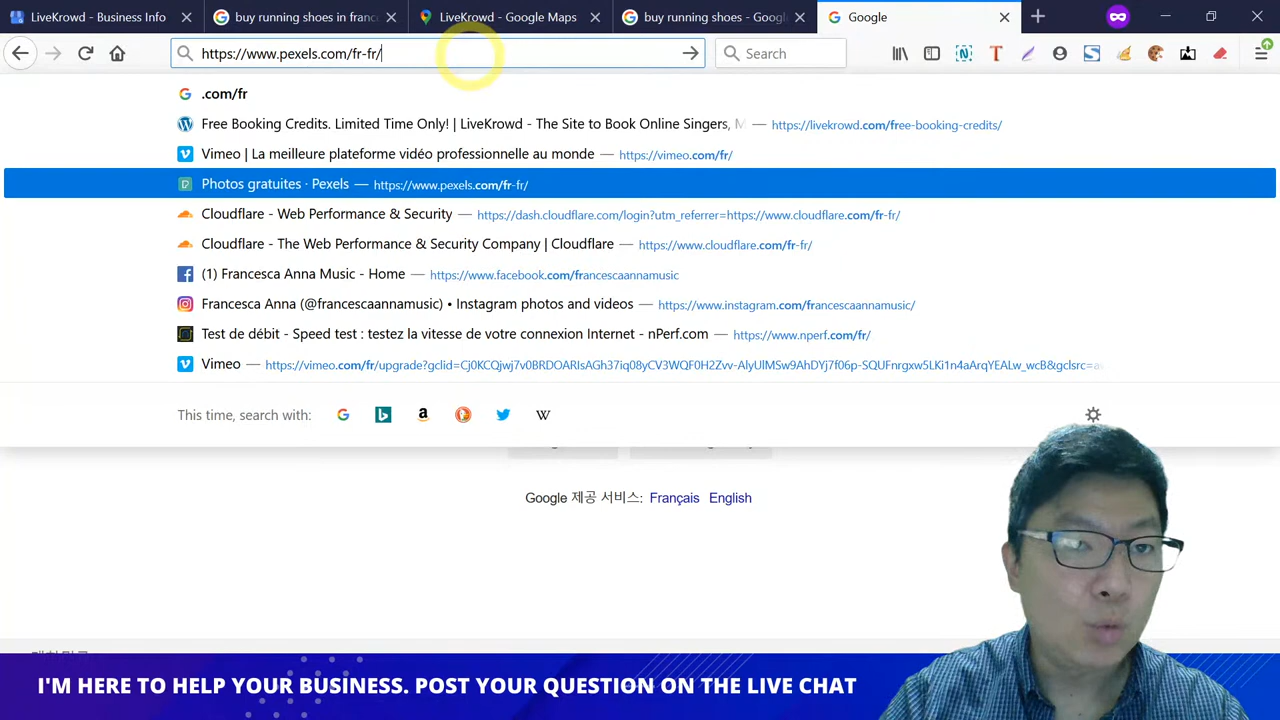 LiveKrowd - Business Info
buy running shoes in franc
LiveKrowd - Google Maps
buy running shoes - Googl
Google
https://www.pexels.com/fr-fr/
Search
.com/fr
Free Booking Credits. Limited Time Only! | LiveKrowd - The Site to Book Online Singers, M — https://livekrowd.com/free-booking-credits/
Vimeo | La meilleure plateforme vidéo professionnelle au monde — https://vimeo.com/fr/
Photos gratuites · Pexels — https://www.pexels.com/fr-fr/
Cloudflare - Web Performance & Security — https://dash.cloudflare.com/login?utm_referrer=https://www.cloudflare.com/fr-fr/
Cloudflare - The Web Performance & Security Company | Cloudflare — https://www.cloudflare.com/fr-fr/
(1) Francesca Anna Music - Home — https://www.facebook.com/francescaannamusic
Francesca Anna (@francescaannamusic) • Instagram photos and videos — https://www.instagram.com/francescaannamusic/
Test de débit - Speed test : testez la vitesse de votre connexion Internet - nPerf.com — https://www.nperf.com/fr/
Vimeo — https://vimeo.com/fr/upgrade?gclid=Cj0KCQjwj7v0BRDOARIsAGh37iq08yCV3WQF0H2Zvv-AlyUlMSw9AhDYj7f06p-SQUFnrgxw5LKi1n4aArqYEALw_wcB&gclsrc=a
This time, search with:
Google 제공 서비스: Français English
I'M HERE TO HELP YOUR BUSINESS. POST YOUR QUESTION ON THE LIVE CHAT